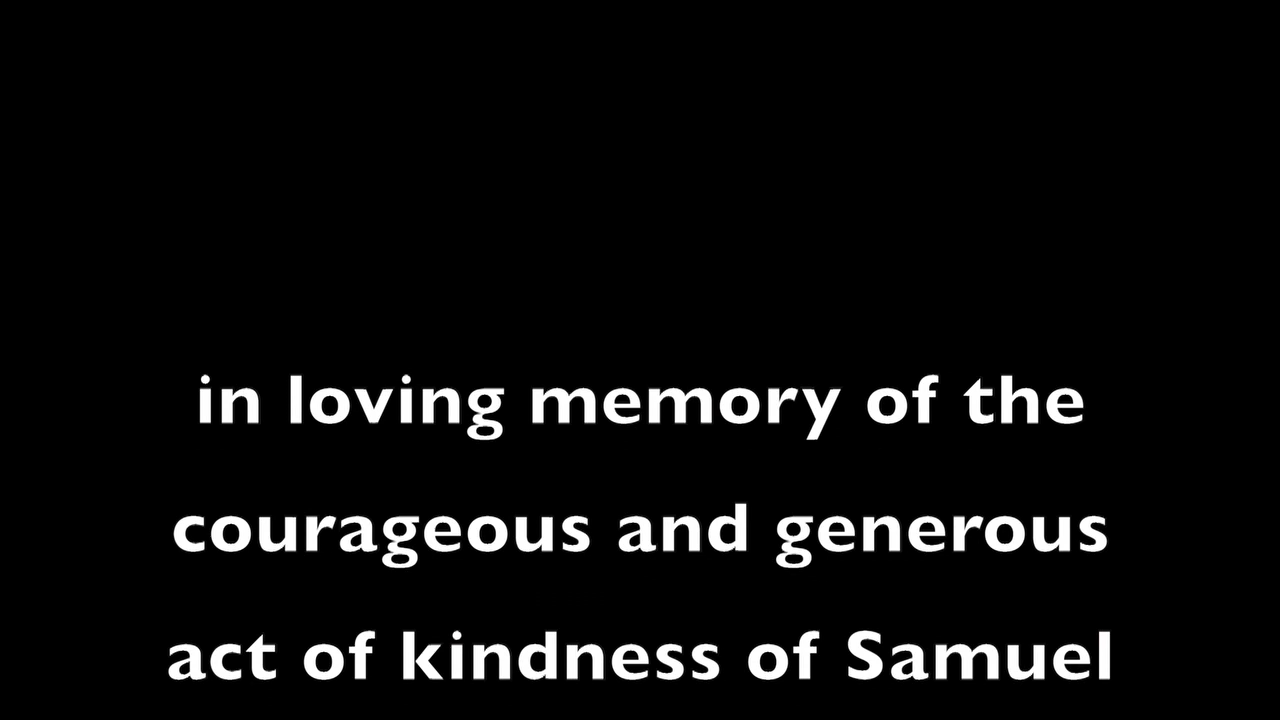 in loving memory of the
courageous and generous
act of kindness of Samuel